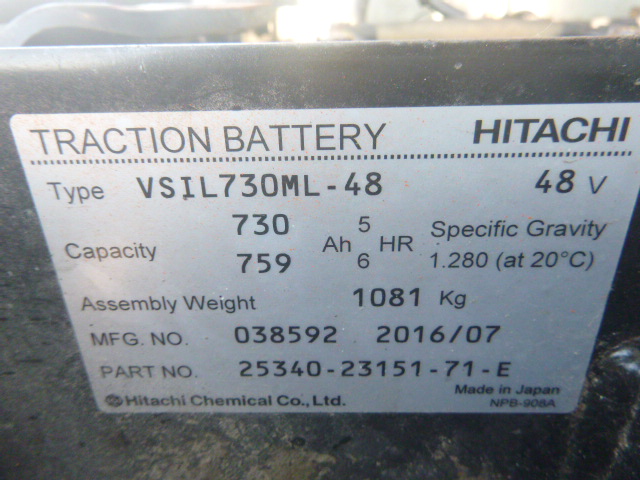 TRACTION BATTERY HITACHI
Type VSIL730ML-48 48 V
Capacity 730 Ah 5 HR Specific Gravity
759 6 1.280 (at 20°C)
Assembly Weight 1081 Kg
MFG. NO. 038592 2016/07
PART NO. 25340-23151-71-E
Made in Japan
Hitachi Chemical Co., Ltd. NPB-908A